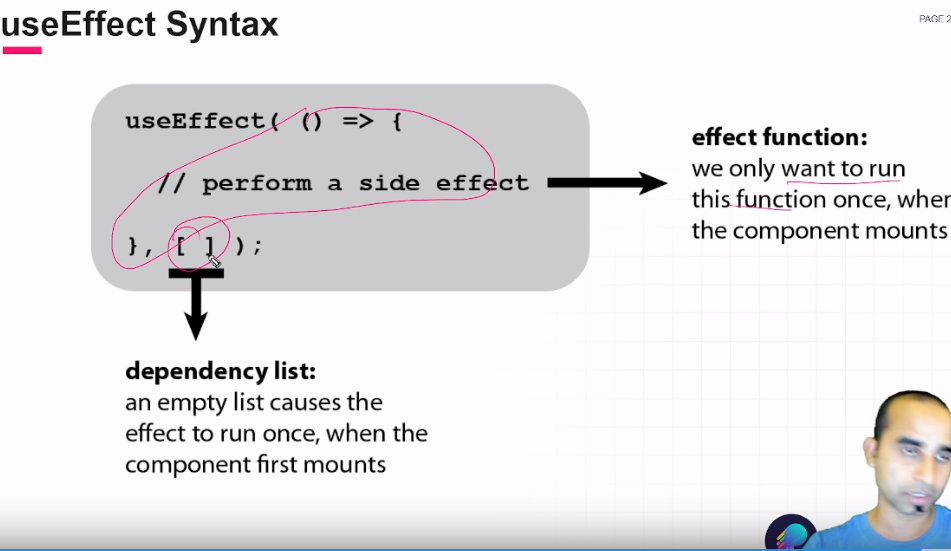 useEffect Syntax
PAGE 2
useEffect( () => {
// perform a side effect
}, [ ] );
effect function:
we only want to run
this function once, when
the component mounts
dependency list:
an empty list causes the
effect to run once, when the
component first mounts